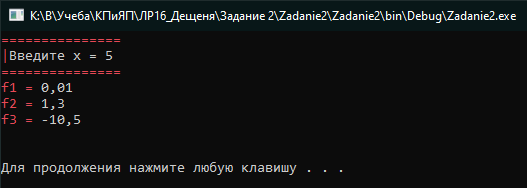 K:\В\Учеба\КПиЯП\ЛР16_Дещеня\Задание 2\Zadanie2\Zadanie2\bin\Debug\Zadanie2.exe
===============
|Введите x = 5
===============
f1 = 0,01
f2 = 1,3
f3 = -10,5
Для продолжения нажмите любую клавишу . . .